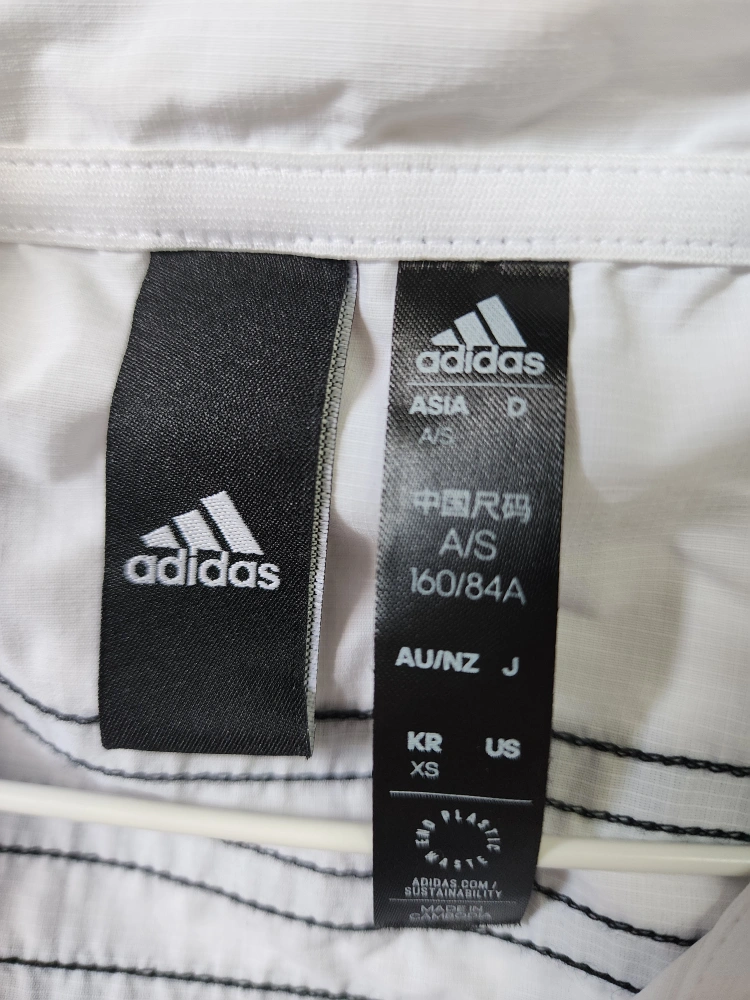 adidas
adidas
ASIA D
A/S
中国尺码
A/S
160/84A
AU/NZ J
KR US
XS
END PLASTIC WASTE
ADIDAS.COM/
SUSTAINABILITY
MADE IN
CAMBODIA